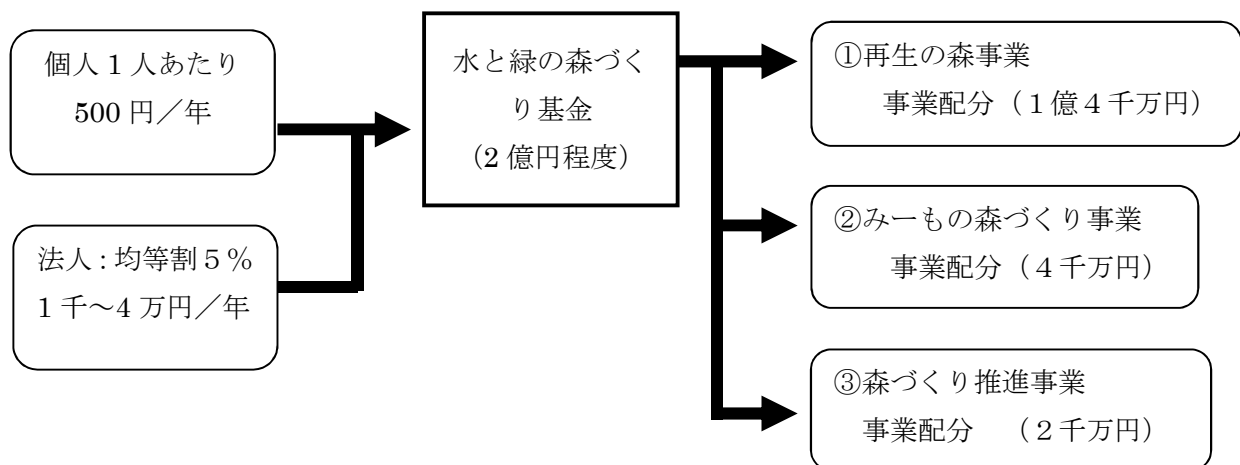 個人１人あたり
500 円／年
法人 : 均等割５％
1 千～4 万円／年
水と緑の森づく
り基金
（2 億円程度）
①再生の森事業
事業配分（１億４千万円）
②みーもの森づくり事業
事業配分（４千万円）
③森づくり推進事業
事業配分　（２千万円）